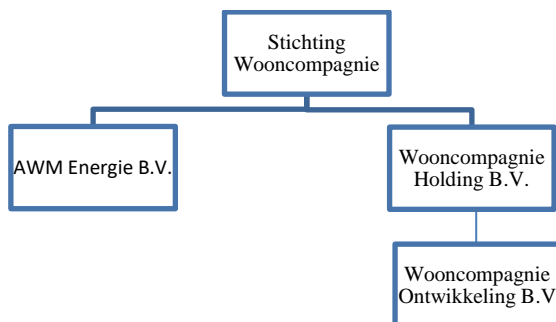 Stichting
Wooncompagnie
AWM Energie B.V.
Wooncompagnie
Holding B.V.
Wooncompagnie
Ontwikkeling B.V